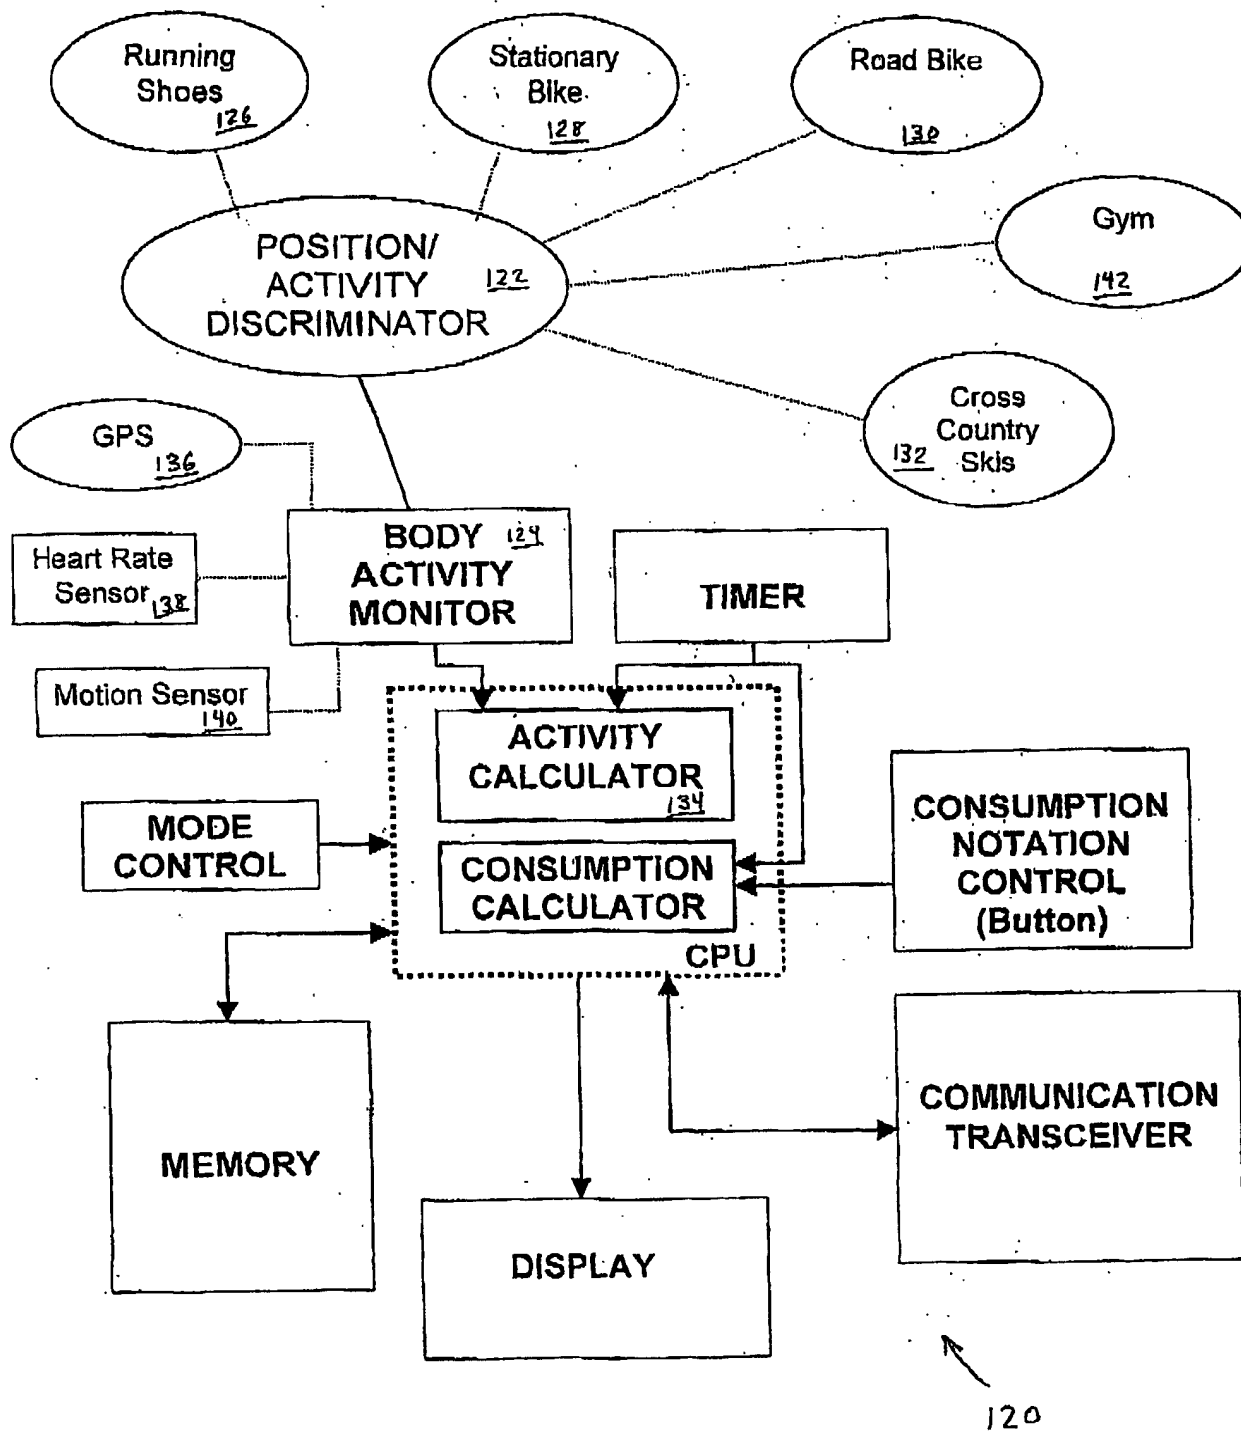 Running
Shoes
126
Stationary
Bike
128
Road Bike
130
Gym
142
POSITION/
ACTIVITY
DISCRIMINATOR
122
Cross
Country
Skis
132
GPS
136
BODY
ACTIVITY
MONITOR
124
Heart Rate
Sensor
138
TIMER
Motion Sensor
140
ACTIVITY
CALCULATOR
134
MODE
CONTROL
CONSUMPTION
CALCULATOR
CPU
CONSUMPTION
NOTATION
CONTROL
(Button)
MEMORY
COMMUNICATION
TRANSCEIVER
DISPLAY
120